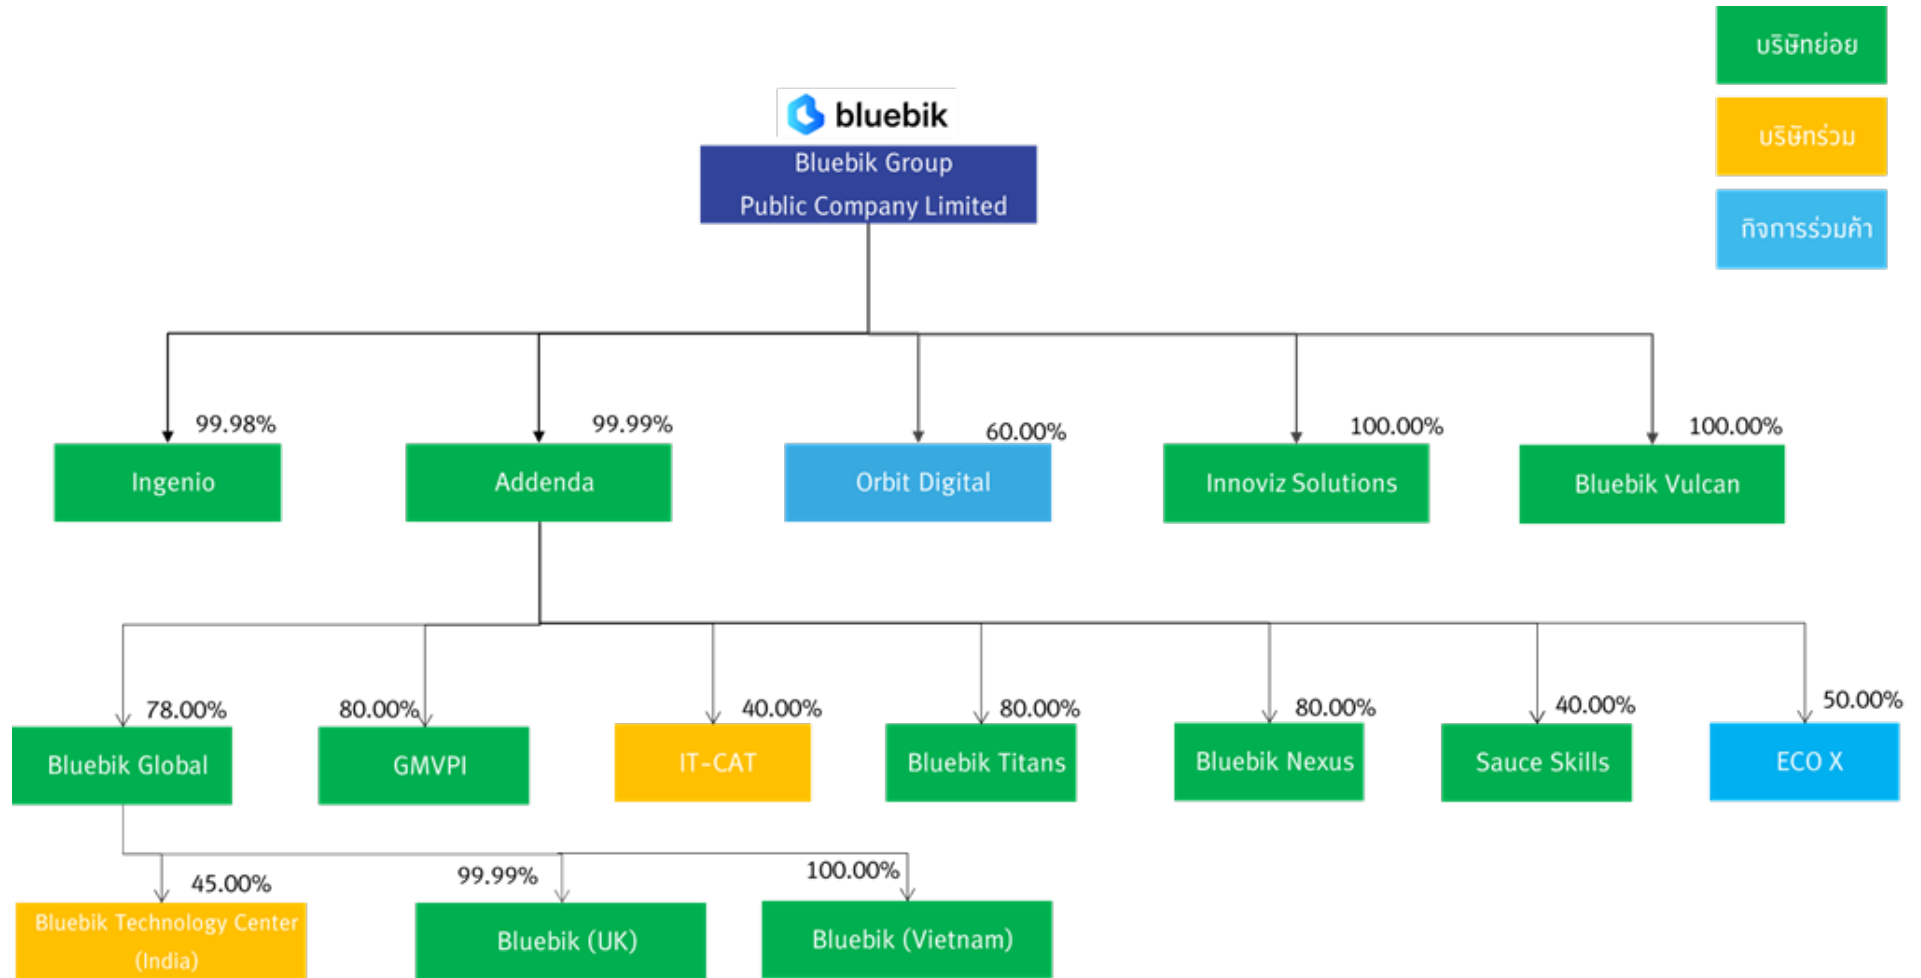 บริษัทย่อย
บริษัทร่วม
กิจการร่วมค้า
bluebik
Bluebik Group
Public Company Limited
99.98%
99.99%
60.00%
100.00%
100.00%
Ingenio
Addenda
Orbit Digital
Innoviz Solutions
Bluebik Vulcan
78.00%
80.00%
40.00%
80.00%
80.00%
40.00%
50.00%
Bluebik Global
GMVPI
IT-CAT
Bluebik Titans
Bluebik Nexus
Sauce Skills
ECO X
45.00%
99.99%
100.00%
Bluebik Technology Center
(India)
Bluebik (UK)
Bluebik (Vietnam)